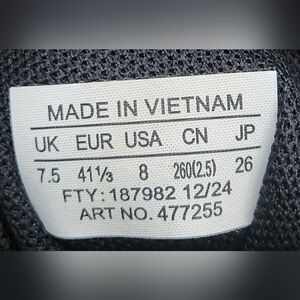 MADE IN VIETNAM
UK EUR USA CN JP
7.5 41⅓ 8 260(2.5) 26
FTY: 187982 12/24
ART NO. 477255